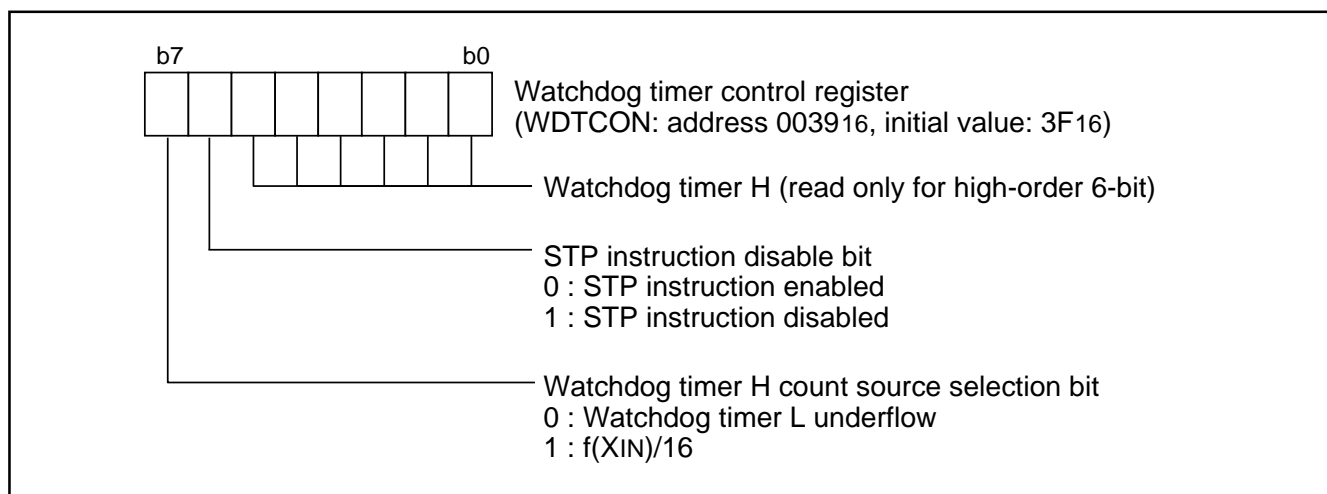 b7 b0
Watchdog timer control register
(WDTCON: address 003916, initial value: 3F16)
Watchdog timer H (read only for high-order 6-bit)
STP instruction disable bit
0 : STP instruction enabled
1 : STP instruction disabled
Watchdog timer H count source selection bit
0 : Watchdog timer L underflow
1 : f(XIN)/16